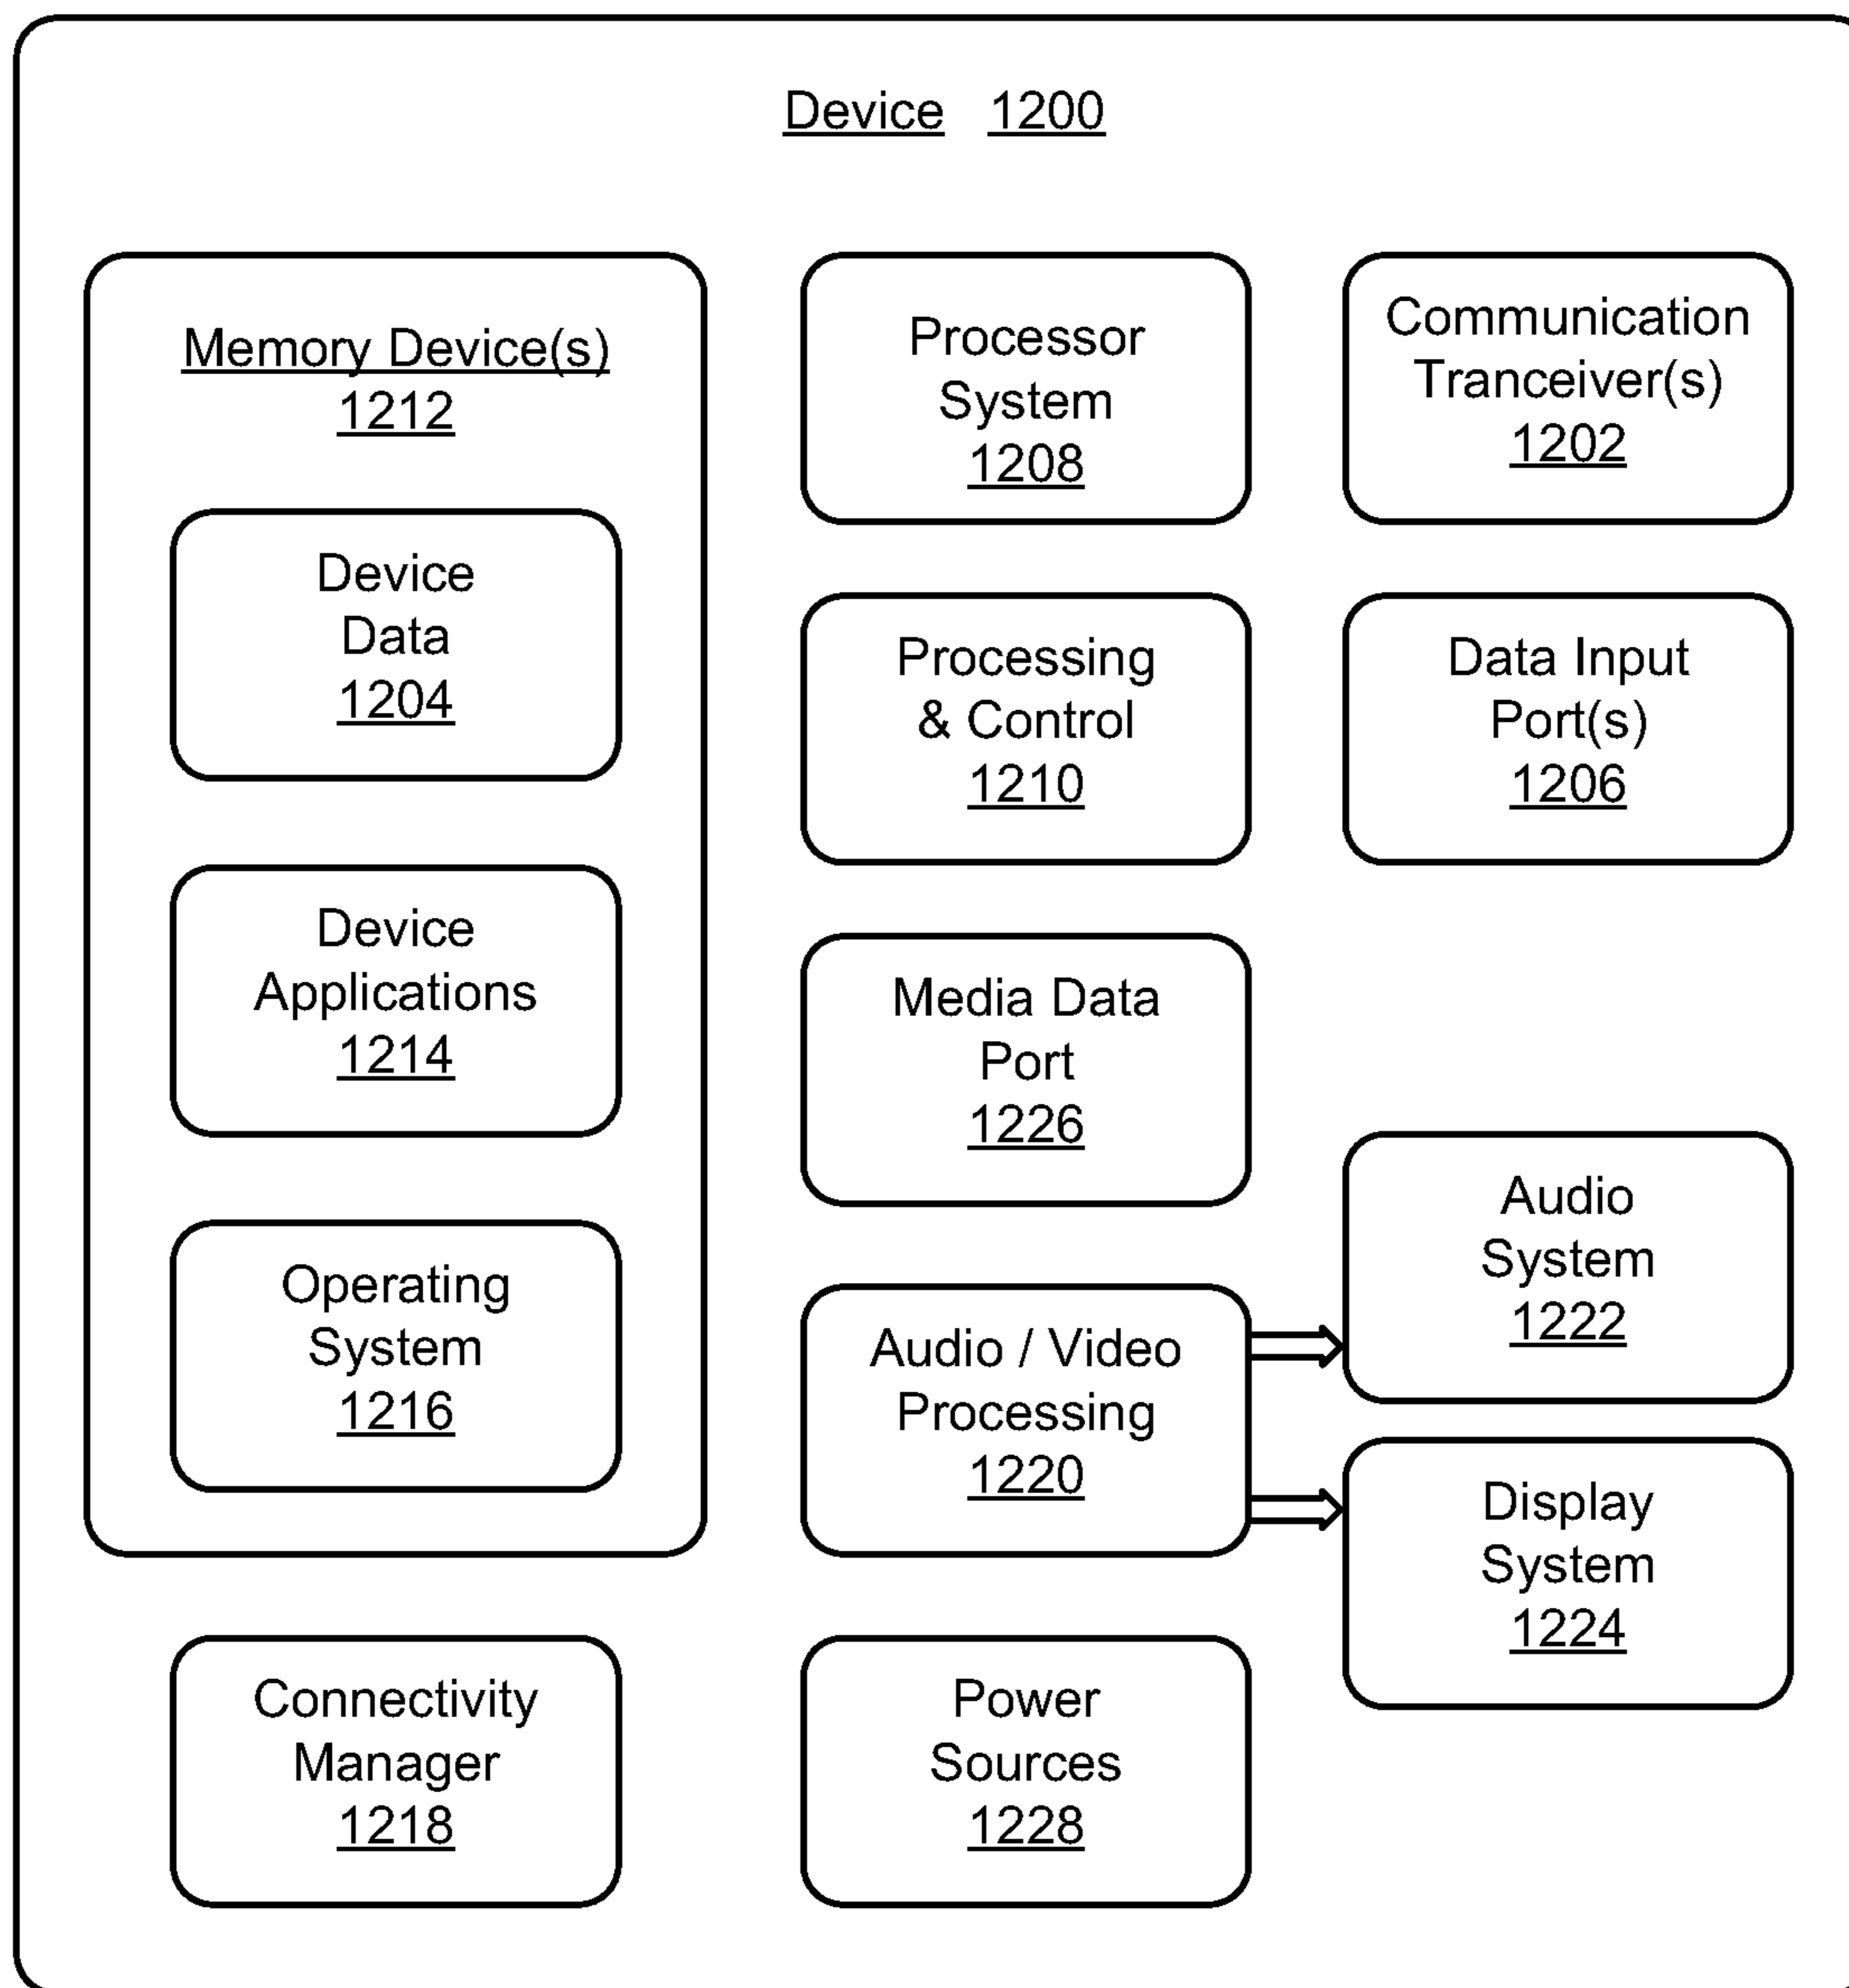 Device 1200
Memory Device(s)
1212
Device
Data
1204
Device
Applications
1214
Operating
System
1216
Connectivity
Manager
1218
Processor
System
1208
Processing
& Control
1210
Media Data
Port
1226
Audio / Video
Processing
1220
Power
Sources
1228
Communication
Tranceiver(s)
1202
Data Input
Port(s)
1206
Audio
System
1222
Display
System
1224